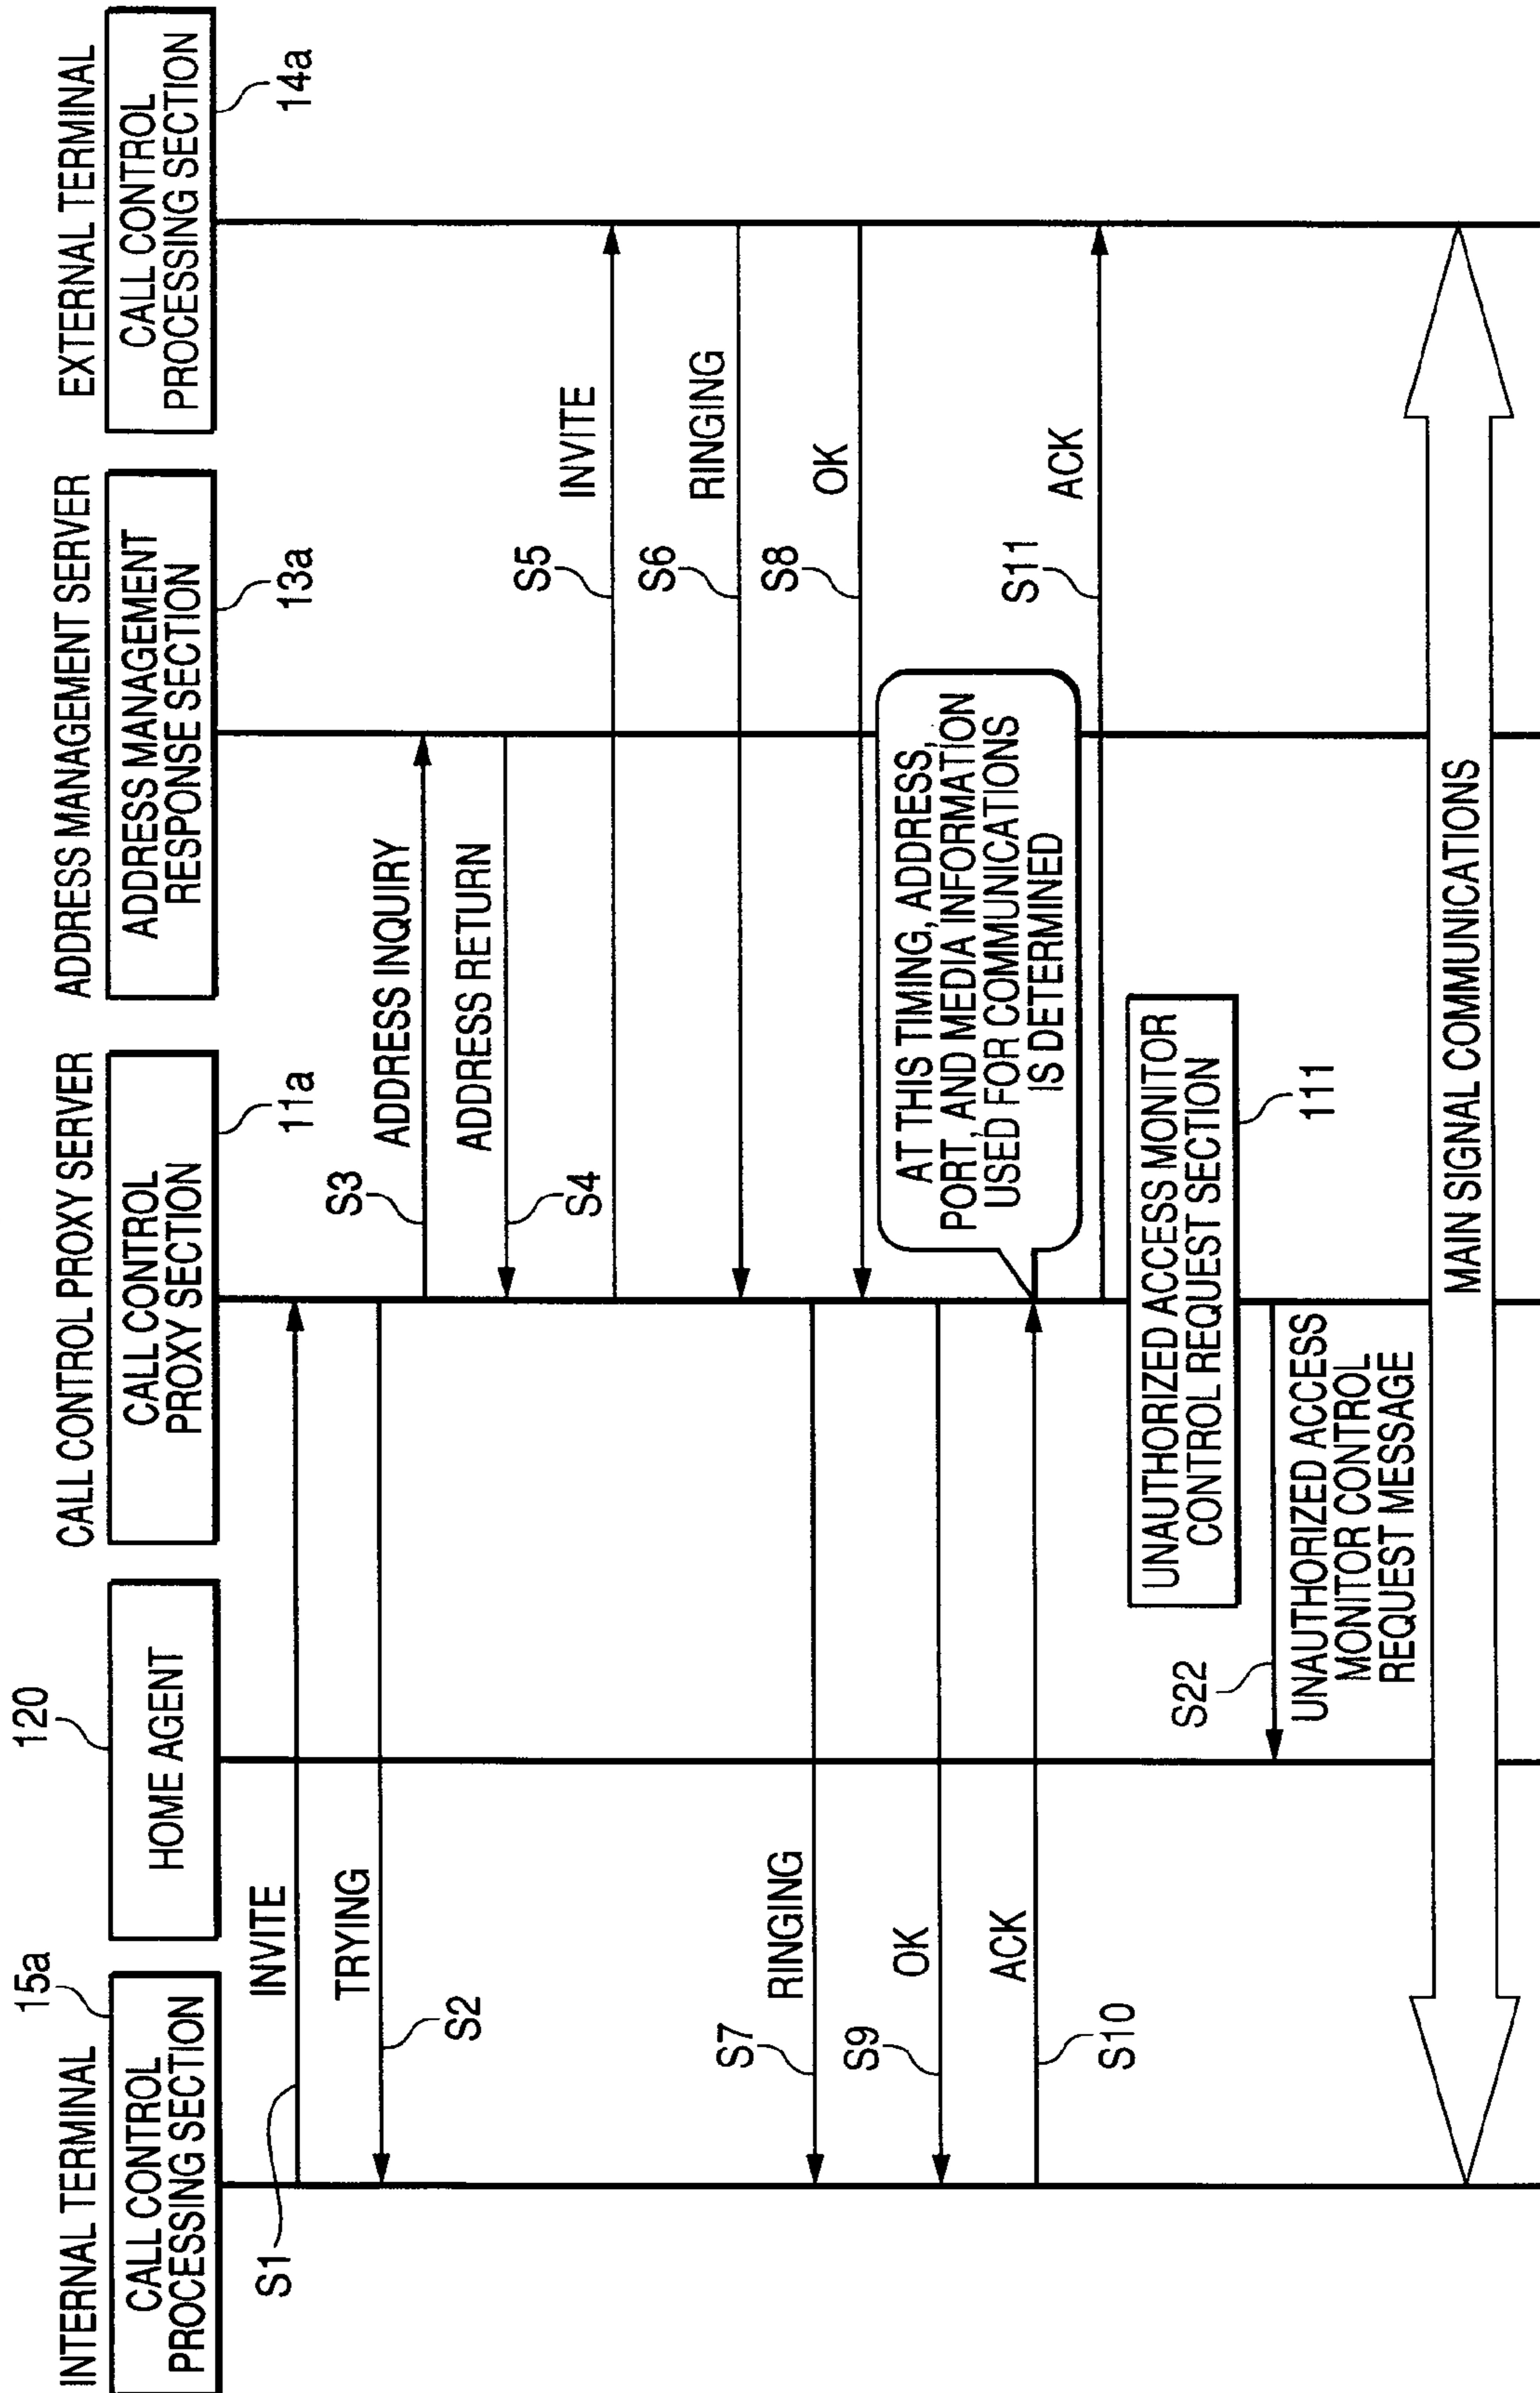 INTERNAL TERMINAL
15a
CALL CONTROL
PROCESSING SECTION
120
HOME AGENT
CALL CONTROL PROXY SERVER
CALL CONTROL
PROXY SECTION
11a
ADDRESS MANAGEMENT SERVER
ADDRESS MANAGEMENT
RESPONSE SECTION
13a
EXTERNAL TERMINAL
CALL CONTROL
PROCESSING SECTION
14a
S1
INVITE
TRYING
S2
S3
ADDRESS INQUIRY
ADDRESS RETURN
S4
S5
INVITE
S6
RINGING
S7
RINGING
S8
OK
S9
OK
AT THIS TIMING, ADDRESS,
PORT, AND MEDIA INFORMATION
USED FOR COMMUNICATIONS
IS DETERMINED
ACK
S10
S11
ACK
UNAUTHORIZED ACCESS MONITOR
CONTROL REQUEST SECTION
111
S22
UNAUTHORIZED ACCESS
MONITOR CONTROL
REQUEST MESSAGE
MAIN SIGNAL COMMUNICATIONS